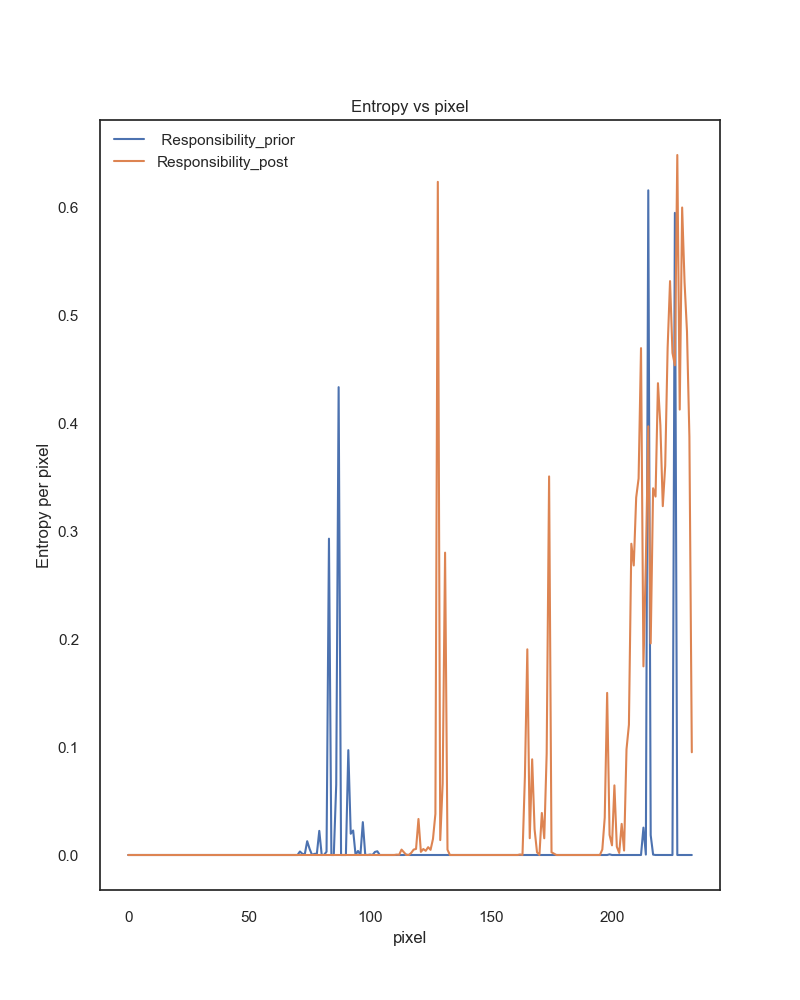 Entropy vs pixel
Responsibility_prior
Responsibility_post
Entropy per pixel
0.6
0.5
0.4
0.3
0.2
0.1
0.0
0 50 100 150 200
pixel